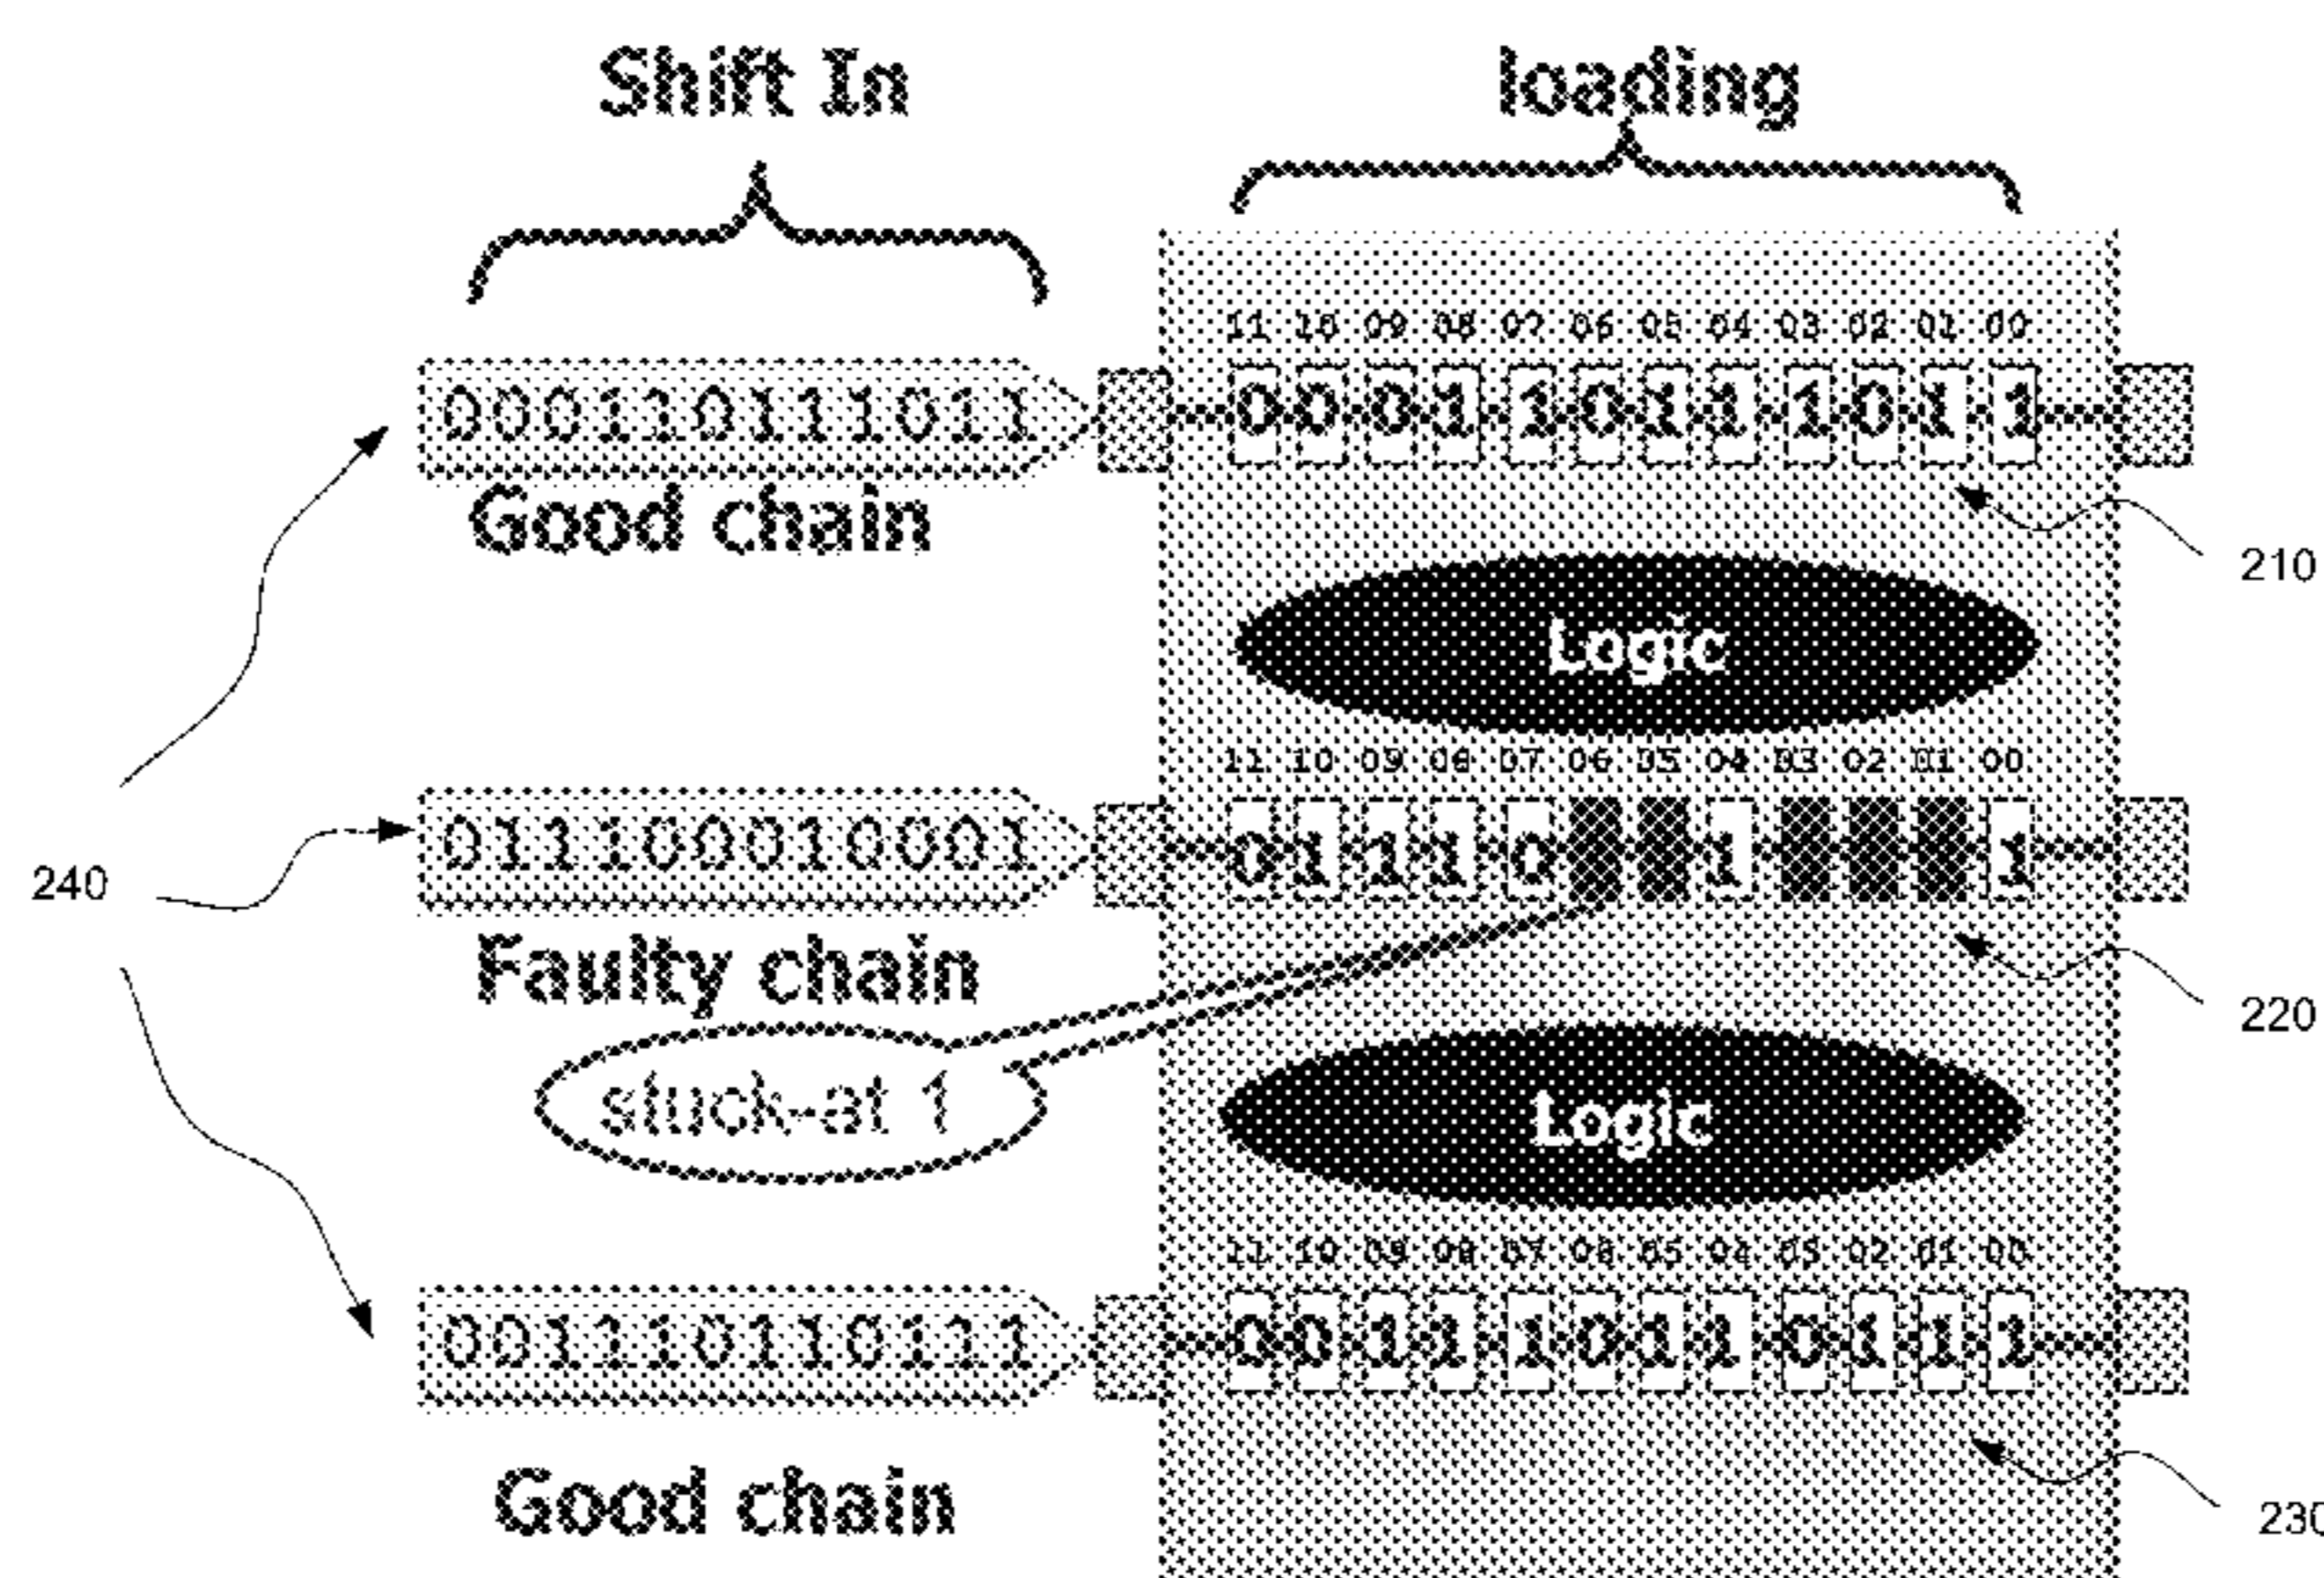 Shift In
loading
11 10 09 08 07 06 05 04 03 02 01 00
000110111011
0 0 0 1 1 0 1 1 1 0 1 1
Good chain
210
Logic
11 10 09 08 07 06 05 04 03 02 01 00
011100010001
0 1 1 1 0 1 1
240
Faulty chain
220
stuck-at 1
Logic
11 10 09 08 07 06 05 04 03 02 01 00
001110110111
0 0 1 1 1 0 1 1 0 1 1 1
Good chain
230